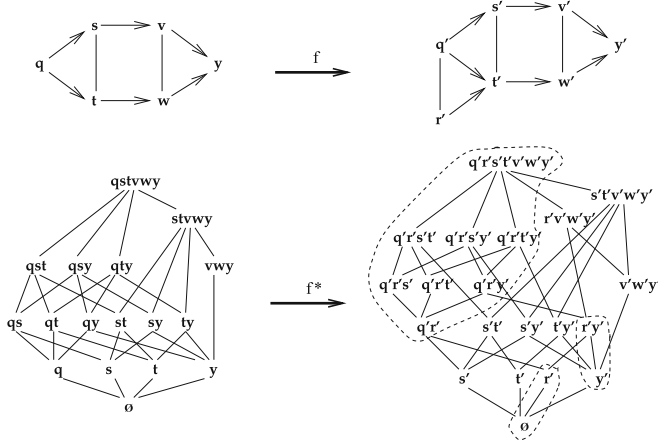 s v s′ v′
q y f q′ y′
t w t′ w′
r′
q′r′s′t′v′w′y′
qstvwy s′t′v′w′y′
stvwy r′v′w′y′
q′r′s′t′ q′r′s′y′ q′r′t′y′
qst qsy qty vwy
q′r′s′ q′r′t′ q′r′y′ v′w′y′
f*
qs qt qy st sy ty q′r′ s′t′ s′y′ t′y′ r′y′
q s t y s′ t′ r′ y′
ø ø